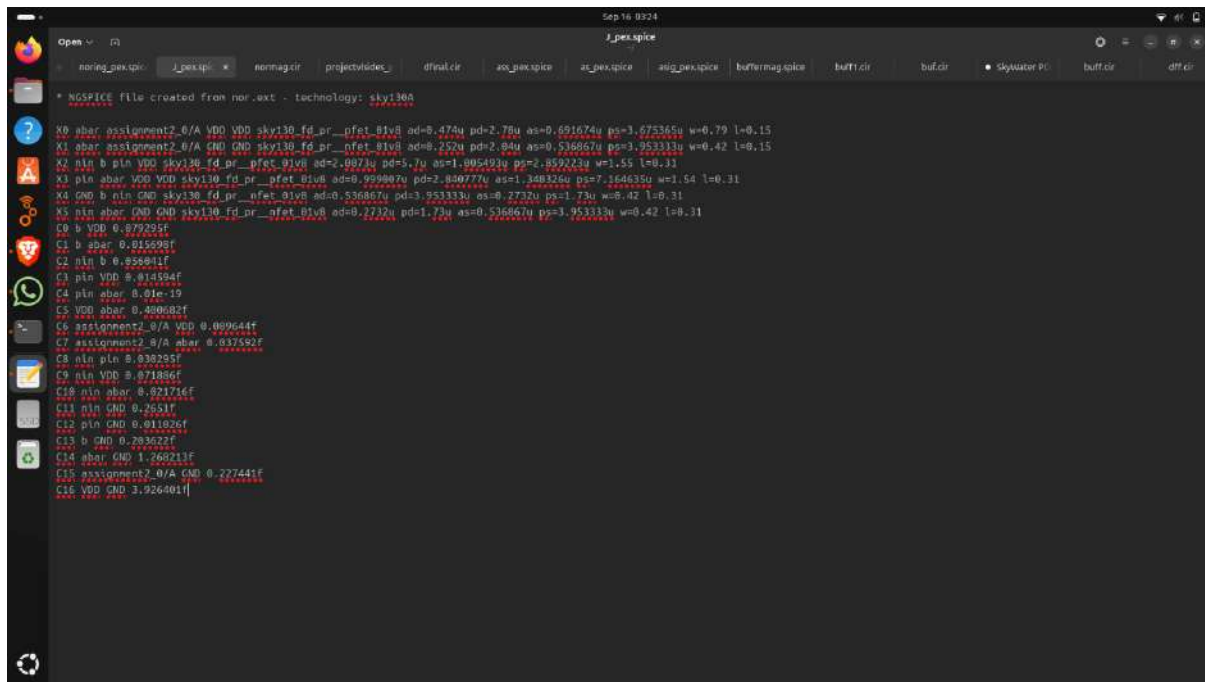 Sep 16 03:24
Open
J_pex.spice
noring_pex.spic
J_pex.spic
normag.cir
projectvisides_
dfinal.cir
ass_pex.spice
as_pex.spice
asig_pex.spice
buffermag.spice
buff1.cir
buf.cir
SkyWater P
buff.cir
dff.cir
* NGSPICE file created from nor.ext - technology: sky130A
X0 abar assignment2_0/A VDD VDD sky130_fd_pr__pfet_01v8 ad=0.474u pd=2.78u as=0.691674u ps=3.675365u w=0.79 l=0.15
X1 abar assignment2_0/A GND GND sky130_fd_pr__nfet_01v8 ad=0.252u pd=2.04u as=0.536867u ps=3.953333u w=0.42 l=0.15
X2 nin b pin VDD sky130_fd_pr__pfet_01v8 ad=2.0073u pd=5.7u as=1.005493u ps=2.859223u w=1.55 l=0.31
X3 pin abar VDD VDD sky130_fd_pr__pfet_01v8 ad=0.999007u pd=2.840777u as=1.348326u ps=7.164635u w=1.54 l=0.31
X4 GND b nin GND sky130_fd_pr__nfet_01v8 ad=0.536867u pd=3.953333u as=0.2732u ps=1.73u w=0.42 l=0.31
X5 nin abar GND GND sky130_fd_pr__nfet_01v8 ad=0.2732u pd=1.73u as=0.536867u ps=3.953333u w=0.42 l=0.31
C0 b VDD 0.079295f
C1 b abar 0.015698f
C2 nin b 0.056041f
C3 pin VDD 0.014594f
C4 pin abar 8.01e-19
C5 VDD abar 0.400682f
C6 assignment2_0/A VDD 0.089644f
C7 assignment2_0/A abar 0.037592f
C8 nin pin 0.038295f
C9 nin VDD 0.071886f
C10 nin abar 0.021716f
C11 nin GND 0.2651f
C12 pin GND 0.011026f
C13 b GND 0.203622f
C14 abar GND 1.268213f
C15 assignment2_0/A GND 0.227441f
C16 VDD GND 3.926401f